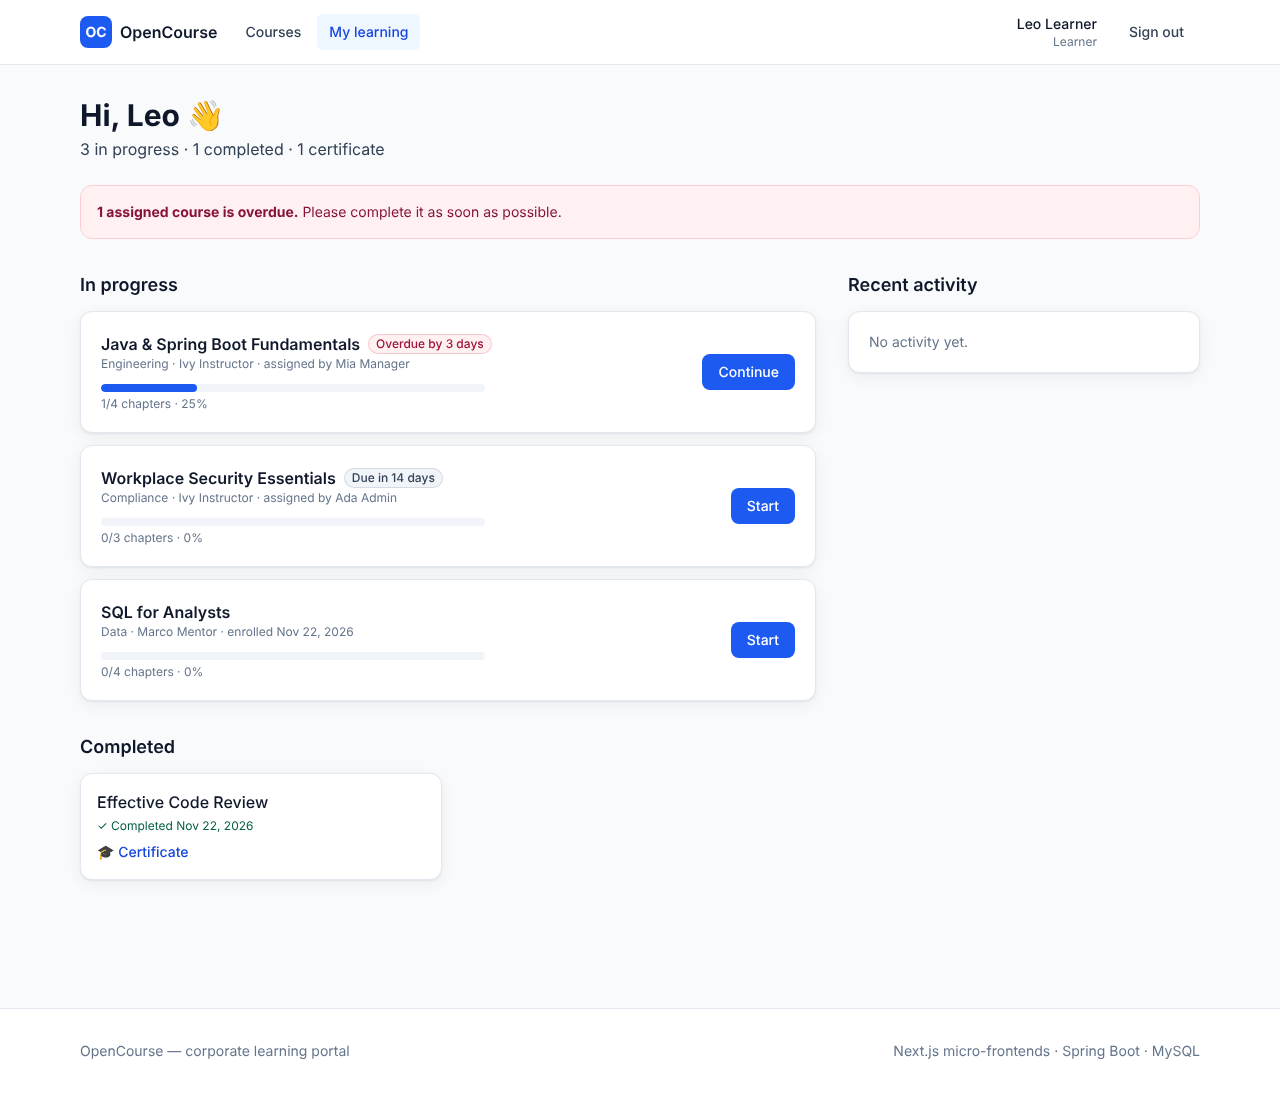 OC OpenCourse Courses My learning Leo Learner Sign out
Learner
Hi, Leo 👋
3 in progress · 1 completed · 1 certificate
1 assigned course is overdue. Please complete it as soon as possible.
In progress
Java & Spring Boot Fundamentals Overdue by 3 days
Engineering · Ivy Instructor · assigned by Mia Manager
1/4 chapters · 25%
Continue
Workplace Security Essentials Due in 14 days
Compliance · Ivy Instructor · assigned by Ada Admin
0/3 chapters · 0%
Start
SQL for Analysts
Data · Marco Mentor · enrolled Nov 22, 2026
0/4 chapters · 0%
Start
Recent activity
No activity yet.
Completed
Effective Code Review
✓ Completed Nov 22, 2026
🎓 Certificate
OpenCourse — corporate learning portal
Next.js micro-frontends · Spring Boot · MySQL